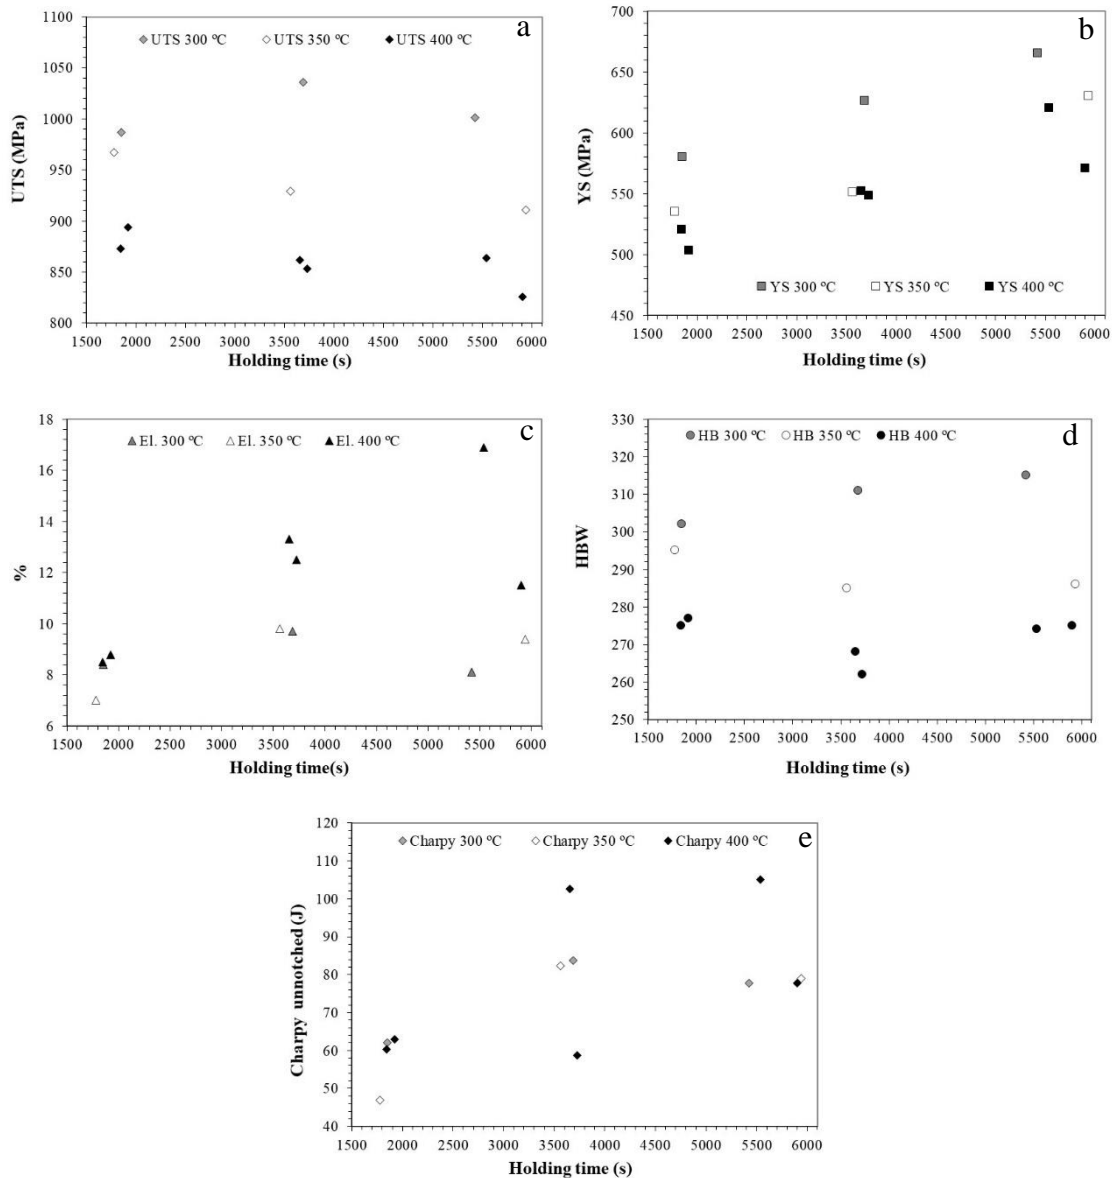 a
UTS 300 ºC UTS 350 ºC UTS 400 ºC
UTS (MPa)
1100
1050
1000
950
900
850
800
1500 2000 2500 3000 3500 4000 4500 5000 5500 6000
Holding time (s)
b
YS (MPa)
700
650
600
550
500
450
YS 300 ºC YS 350 ºC YS 400 ºC
1500 2000 2500 3000 3500 4000 4500 5000 5500 6000
Holding time (s)
c
El. 300 ºC El. 350 ºC El. 400 ºC
%
18
16
14
12
10
8
6
1500 2000 2500 3000 3500 4000 4500 5000 5500 6000
Holding time(s)
d
HB 300 ºC HB 350 ºC HB 400 ºC
HBW
330
320
310
300
290
280
270
260
250
1500 2000 2500 3000 3500 4000 4500 5000 5500 6000
Holding time (s)
e
Charpy 300 ºC Charpy 350 ºC Charpy 400 ºC
Charpy unnotched (J)
120
110
100
90
80
70
60
50
40
1500 2000 2500 3000 3500 4000 4500 5000 5500 6000
Holding time (s)